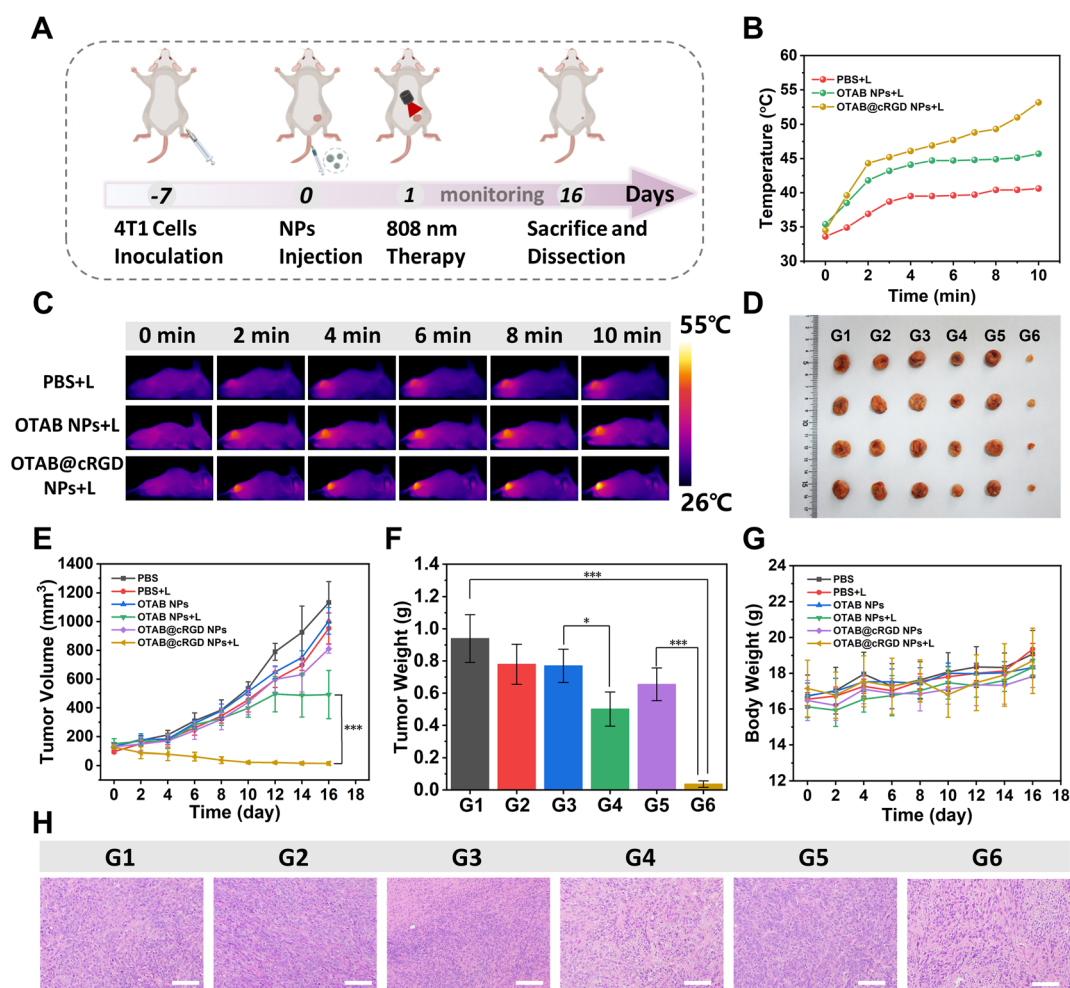 A
-7
0
1
monitoring
16
Days
4T1 Cells
Inoculation
NPs
Injection
808 nm
Therapy
Sacrifice and
Dissection
B
PBS+L
OTAB NPs+L
OTAB@cRGD NPs+L
Temperature (°C)
60
55
50
45
40
35
30
0 2 4 6 8 10
Time (min)
C
0 min 2 min 4 min 6 min 8 min 10 min
PBS+L
OTAB NPs+L
OTAB@cRGD
NPs+L
55℃
26℃
D
G1 G2 G3 G4 G5 G6
E
PBS
PBS+L
OTAB NPs
OTAB NPs+L
OTAB@cRGD NPs
OTAB@cRGD NPs+L
Tumor Volume (mm³)
1400
1200
1000
800
600
400
200
0
***
0 2 4 6 8 10 12 14 16 18
Time (day)
F
Tumor Weight (g)
1.4
1.2
1.0
0.8
0.6
0.4
0.2
0.0
***
*
***
G1 G2 G3 G4 G5 G6
G
PBS
PBS+L
OTAB NPs
OTAB NPs+L
OTAB@cRGD NPs
OTAB@cRGD NPs+L
Body Weight (g)
24
22
20
18
16
14
12
0 2 4 6 8 10 12 14 16 18
Time (day)
H
G1 G2 G3 G4 G5 G6